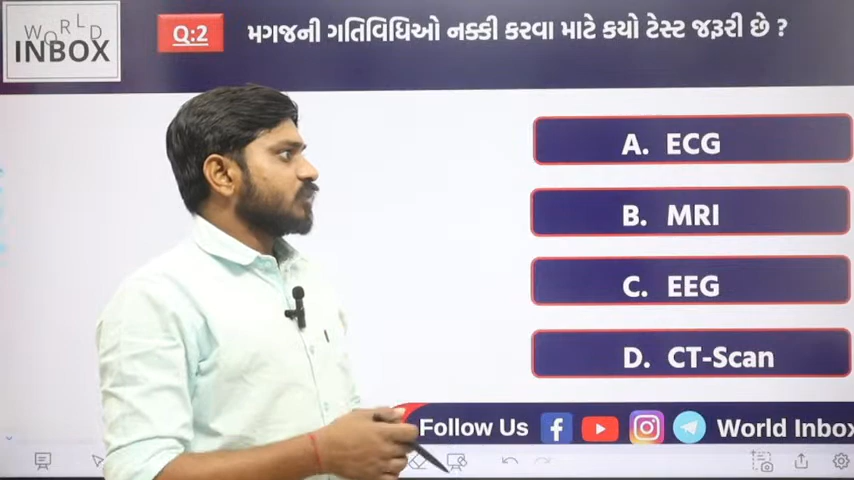 WORLD
INBOX
Q:2
મગજની ગતિવિધિઓ નક્કી કરવા માટે કયો ટેસ્ટ જરૂરી છે ?
A. ECG
B. MRI
C. EEG
D. CT-Scan
Follow Us
World Inbox